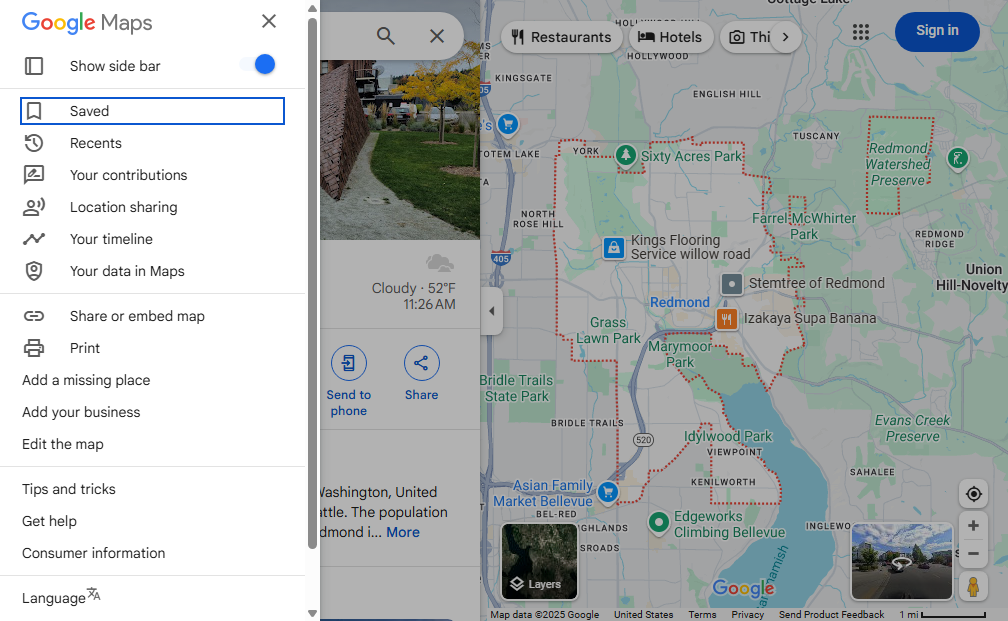 Google Maps
Show side bar
Saved
Recents
Your contributions
Location sharing
Your timeline
Your data in Maps
Share or embed map
Print
Add a missing place
Add your business
Edit the map
Tips and tricks
Get help
Consumer information
Language
Cloudy · 52°F
11:26 AM
Send to
phone
Share
Washington, United
attle. The population
dmond i... More
Restaurants
Hotels
Thi
Sign in
Cottage Lake
HOLLYWOOD
KINGSGATE
ENGLISH HILL
TUSCANY
TOTEM LAKE
YORK
Sixty Acres Park
Redmond
Watershed
Preserve
NORTH
ROSE HILL
Farrel-McWhirter
Park
REDMOND
RIDGE
Kings Flooring
Service willow road
405
Union
Hill-Novelty
Stemtree of Redmond
Redmond
Izakaya Supa Banana
Grass
Lawn Park
Marymoor
Park
Bridle Trails
State Park
BRIDLE TRAILS
520
Idylwood Park
VIEWPOINT
Evans Creek
Preserve
SAHALEE
KENILWORTH
Asian Family
Market Bellevue
BEL-RED
Edgeworks
Climbing Bellevue
INGLEWO
Layers
Google
Map data ©2025 Google
United States
Terms
Privacy
Send Product Feedback
1 mi